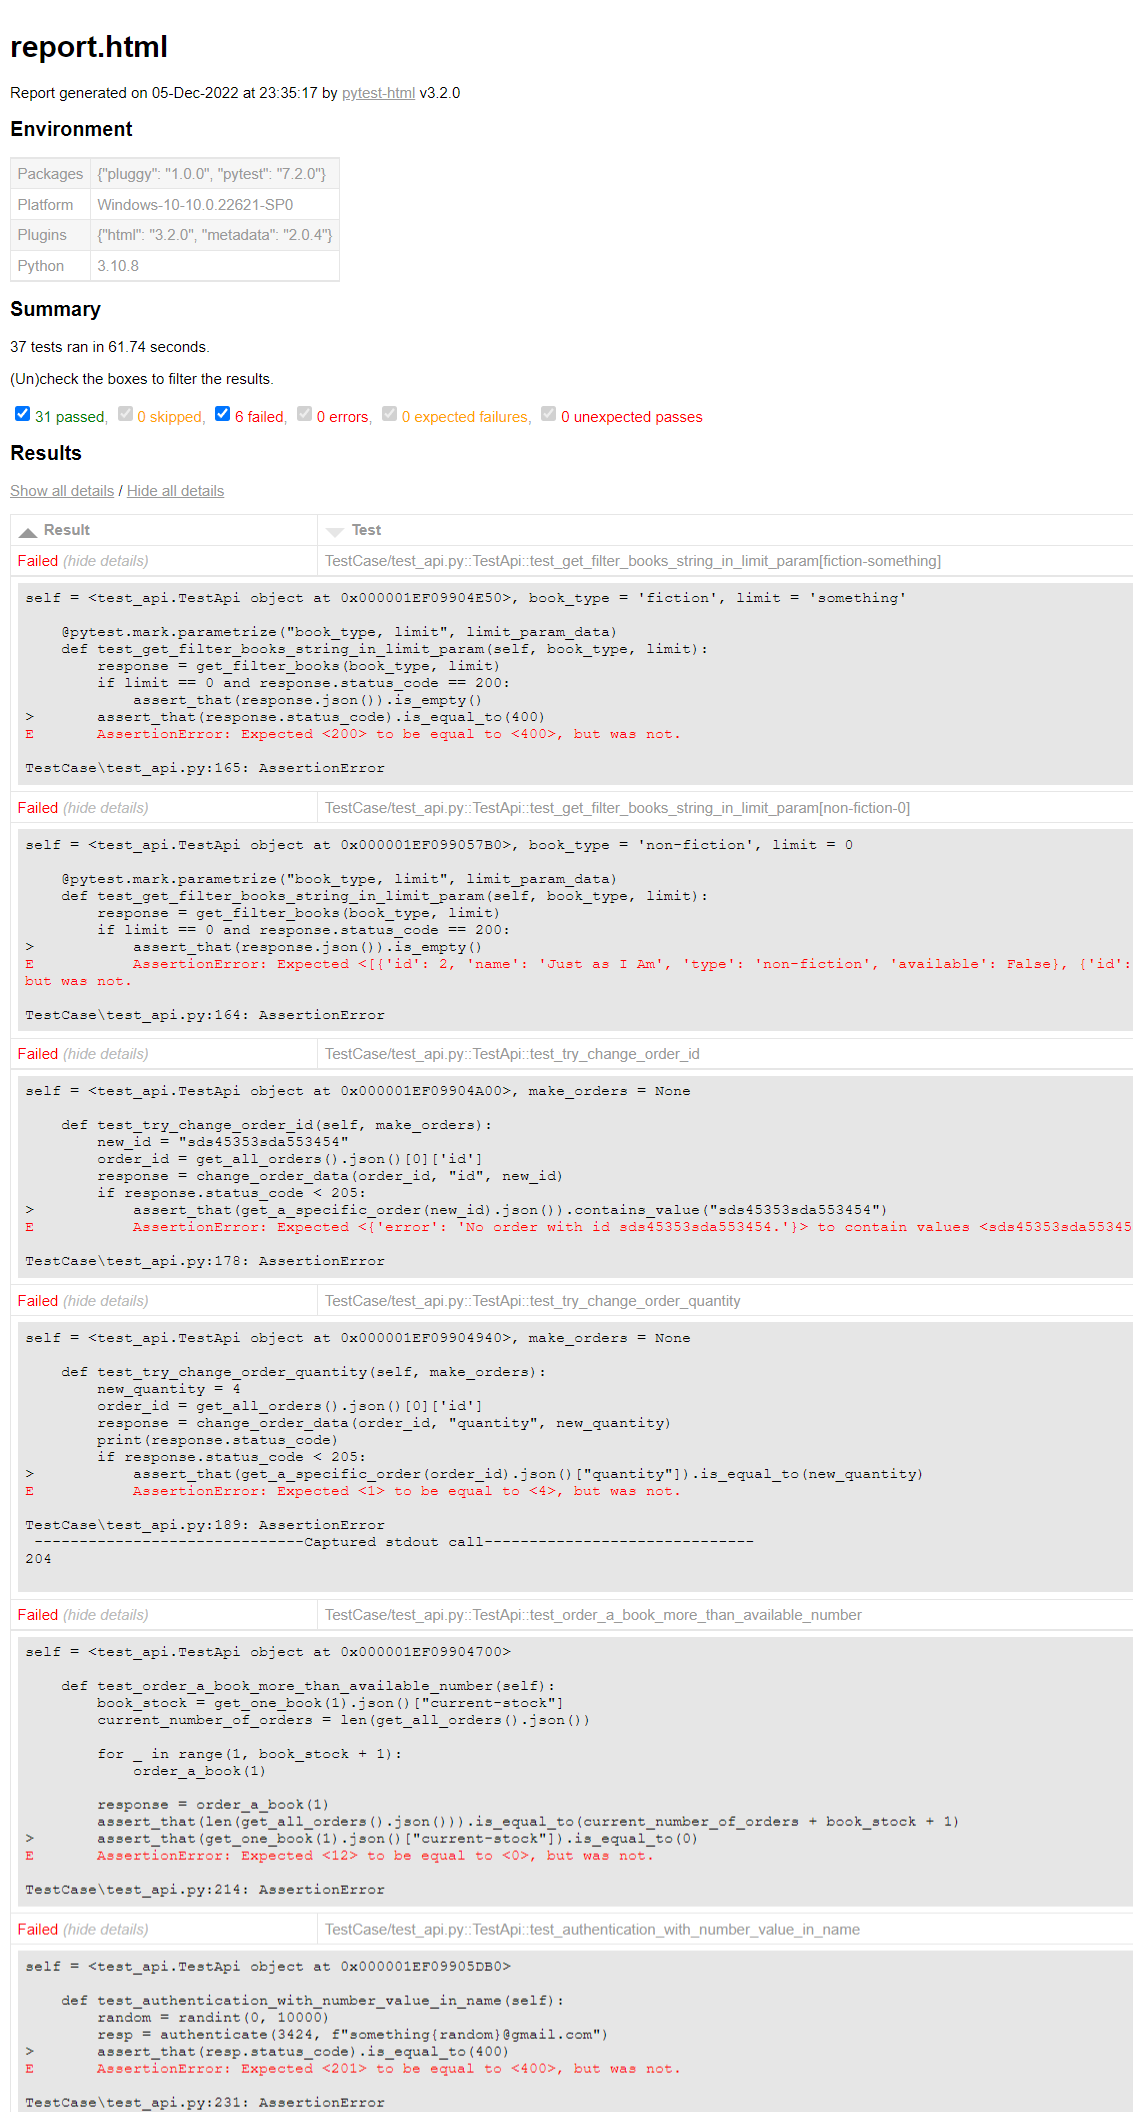 report.html
Report generated on 05-Dec-2022 at 23:35:17 by pytest-html v3.2.0
Environment
Packages {"pluggy": "1.0.0", "pytest": "7.2.0"}
Platform Windows-10-10.0.22621-SP0
Plugins {"html": "3.2.0", "metadata": "2.0.4"}
Python 3.10.8
Summary
37 tests ran in 61.74 seconds.
(Un)check the boxes to filter the results.
31 passed, 0 skipped, 6 failed, 0 errors, 0 expected failures, 0 unexpected passes
Results
Show all details / Hide all details
Result Test
Failed (hide details) TestCase/test_api.py::TestApi::test_get_filter_books_string_in_limit_param[fiction-something]
self = <test_api.TestApi object at 0x000001EF09904E50>, book_type = 'fiction', limit = 'something'
    @pytest.mark.parametrize("book_type, limit", limit_param_data)
    def test_get_filter_books_string_in_limit_param(self, book_type, limit):
        response = get_filter_books(book_type, limit)
        if limit == 0 and response.status_code == 200:
            assert_that(response.json()).is_empty()
>       assert_that(response.status_code).is_equal_to(400)
E       AssertionError: Expected <200> to be equal to <400>, but was not.
TestCase\test_api.py:165: AssertionError
Failed (hide details) TestCase/test_api.py::TestApi::test_get_filter_books_string_in_limit_param[non-fiction-0]
self = <test_api.TestApi object at 0x000001EF099057B0>, book_type = 'non-fiction', limit = 0
    @pytest.mark.parametrize("book_type, limit", limit_param_data)
    def test_get_filter_books_string_in_limit_param(self, book_type, limit):
        response = get_filter_books(book_type, limit)
        if limit == 0 and response.status_code == 200:
>           assert_that(response.json()).is_empty()
E           AssertionError: Expected <[{'id': 2, 'name': 'Just as I Am', 'type': 'non-fiction', 'available': False}, {'id':
but was not.
TestCase\test_api.py:164: AssertionError
Failed (hide details) TestCase/test_api.py::TestApi::test_try_change_order_id
self = <test_api.TestApi object at 0x000001EF09904A00>, make_orders = None
    def test_try_change_order_id(self, make_orders):
        new_id = "sds45353sda553454"
        order_id = get_all_orders().json()[0]['id']
        response = change_order_data(order_id, "id", new_id)
        if response.status_code < 205:
>           assert_that(get_a_specific_order(new_id).json()).contains_value("sds45353sda553454")
E           AssertionError: Expected <{'error': 'No order with id sds45353sda553454.'}> to contain values <sds45353sda55345
TestCase\test_api.py:178: AssertionError
Failed (hide details) TestCase/test_api.py::TestApi::test_try_change_order_quantity
self = <test_api.TestApi object at 0x000001EF09904940>, make_orders = None
    def test_try_change_order_quantity(self, make_orders):
        new_quantity = 4
        order_id = get_all_orders().json()[0]['id']
        response = change_order_data(order_id, "quantity", new_quantity)
        print(response.status_code)
        if response.status_code < 205:
>           assert_that(get_a_specific_order(order_id).json()["quantity"]).is_equal_to(new_quantity)
E           AssertionError: Expected <1> to be equal to <4>, but was not.
TestCase\test_api.py:189: AssertionError
------------------------------Captured stdout call------------------------------
204
Failed (hide details) TestCase/test_api.py::TestApi::test_order_a_book_more_than_available_number
self = <test_api.TestApi object at 0x000001EF09904700>
    def test_order_a_book_more_than_available_number(self):
        book_stock = get_one_book(1).json()["current-stock"]
        current_number_of_orders = len(get_all_orders().json())
        for _ in range(1, book_stock + 1):
            order_a_book(1)
        response = order_a_book(1)
        assert_that(len(get_all_orders().json())).is_equal_to(current_number_of_orders + book_stock + 1)
>       assert_that(get_one_book(1).json()["current-stock"]).is_equal_to(0)
E       AssertionError: Expected <12> to be equal to <0>, but was not.
TestCase\test_api.py:214: AssertionError
Failed (hide details) TestCase/test_api.py::TestApi::test_authentication_with_number_value_in_name
self = <test_api.TestApi object at 0x000001EF09905DB0>
    def test_authentication_with_number_value_in_name(self):
        random = randint(0, 10000)
        resp = authenticate(3424, f"something{random}@gmail.com")
>       assert_that(resp.status_code).is_equal_to(400)
E       AssertionError: Expected <201> to be equal to <400>, but was not.
TestCase\test_api.py:231: AssertionError